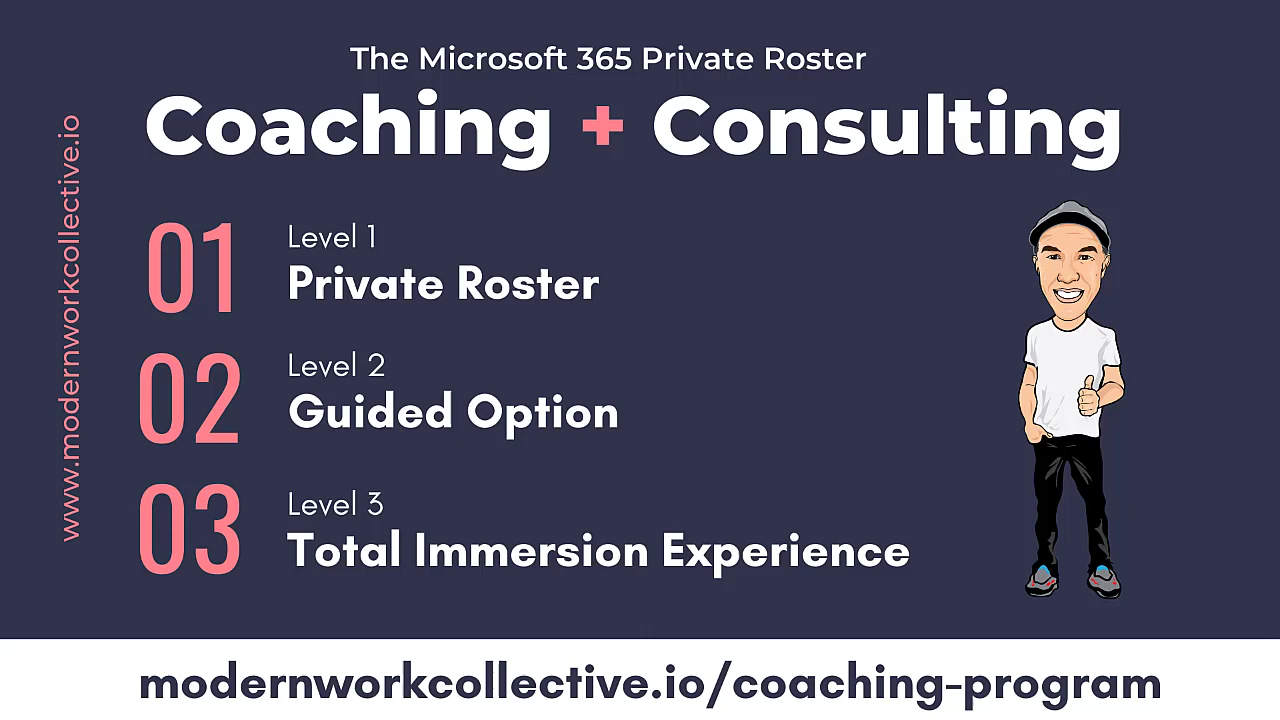 The Microsoft 365 Private Roster
Coaching + Consulting
www.modernworkcollective.io
01
Level 1
Private Roster
02
Level 2
Guided Option
03
Level 3
Total Immersion Experience
modernworkcollective.io/coaching-program